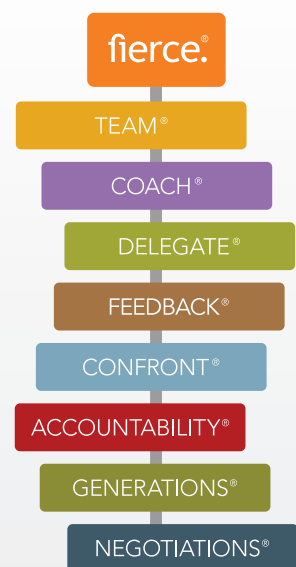 fierce.®
TEAM®
COACH®
DELEGATE®
FEEDBACK®
CONFRONT®
ACCOUNTABILITY®
GENERATIONS®
NEGOTIATIONS®